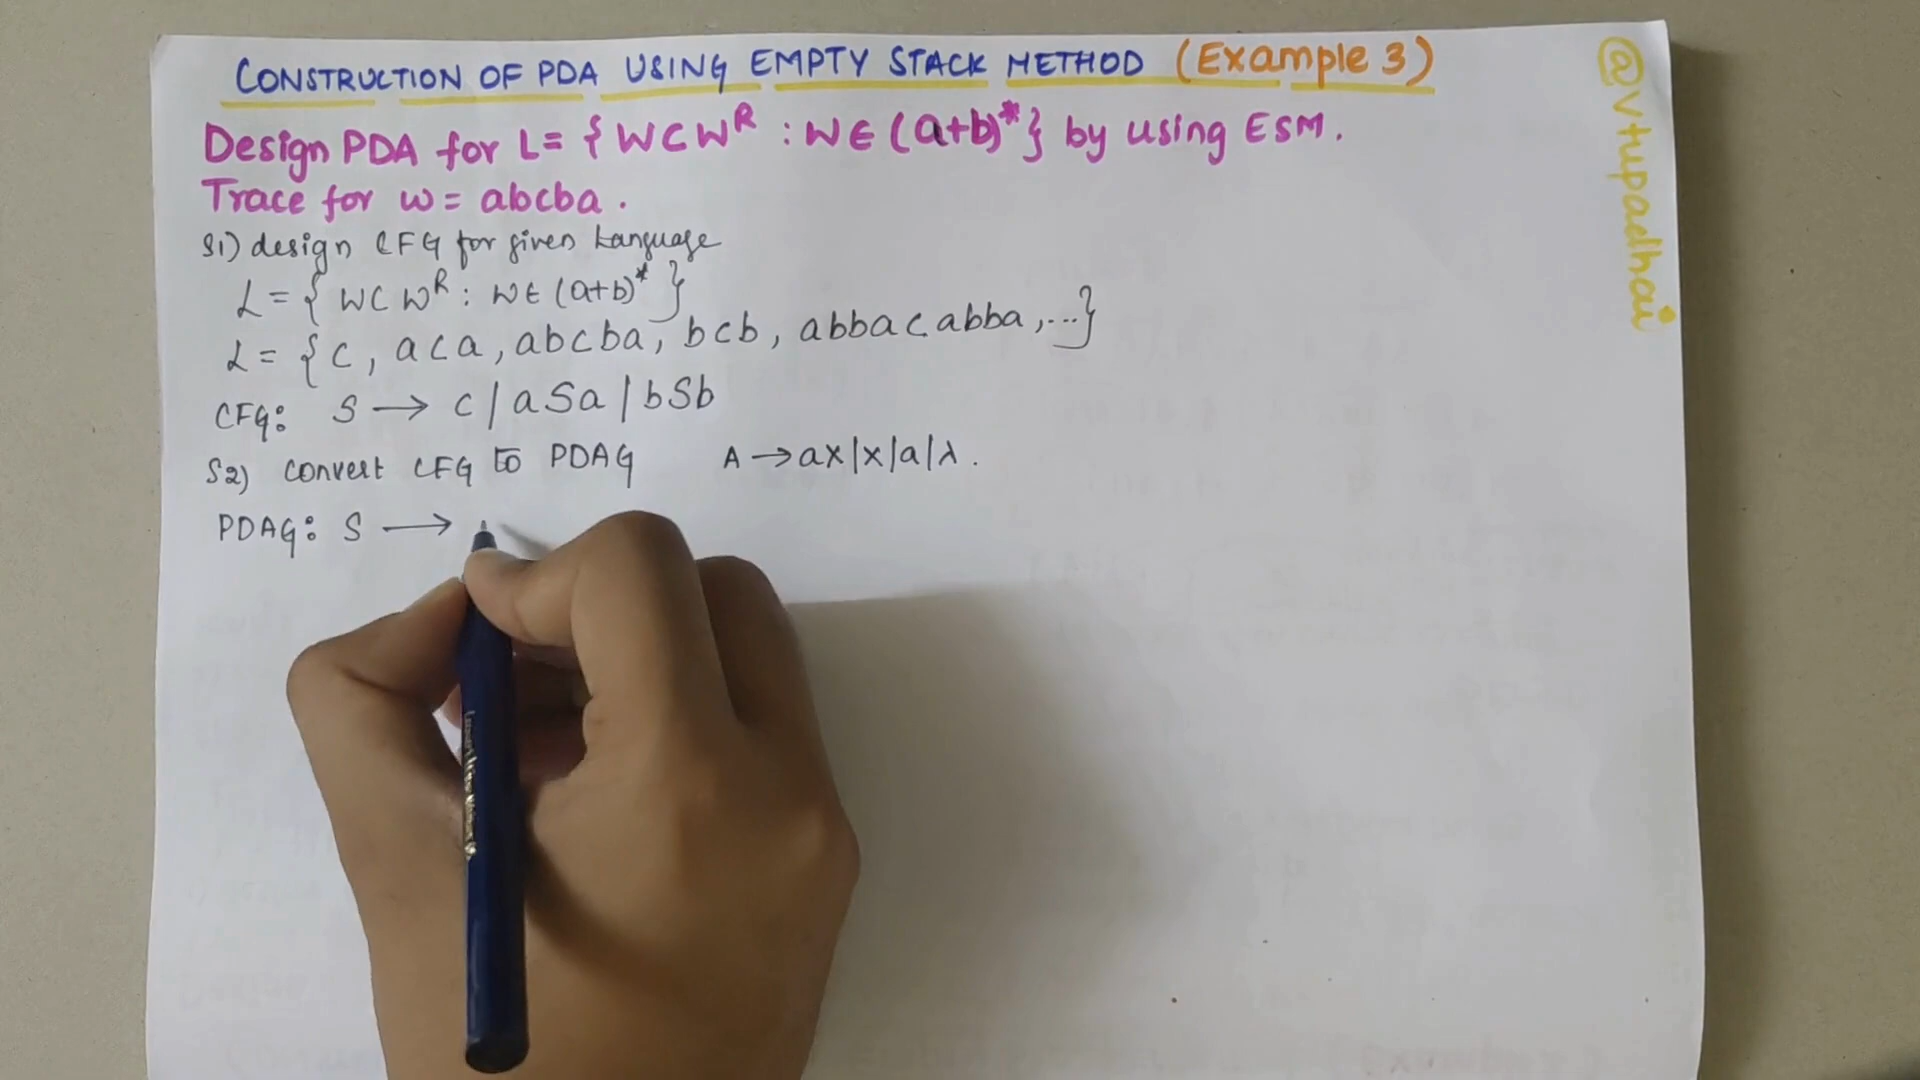 CONSTRUCTION OF PDA USING EMPTY STACK METHOD (Example 3)
Design PDA for L= { WCW^R : W∈ (a+b)^* } by using ESM.
Trace for w= abcba.
S1) design CFG for given Language
L = { WCW^R : W∈ (a+b)^* }
L = { c, aca, abcba, bcb, abbacabba, ...}
CFG: S → c / aSa / bSb
S2) Convert CFG to PDAG A → ax|x|a|λ.
PDAG: S →
@vtupadhai